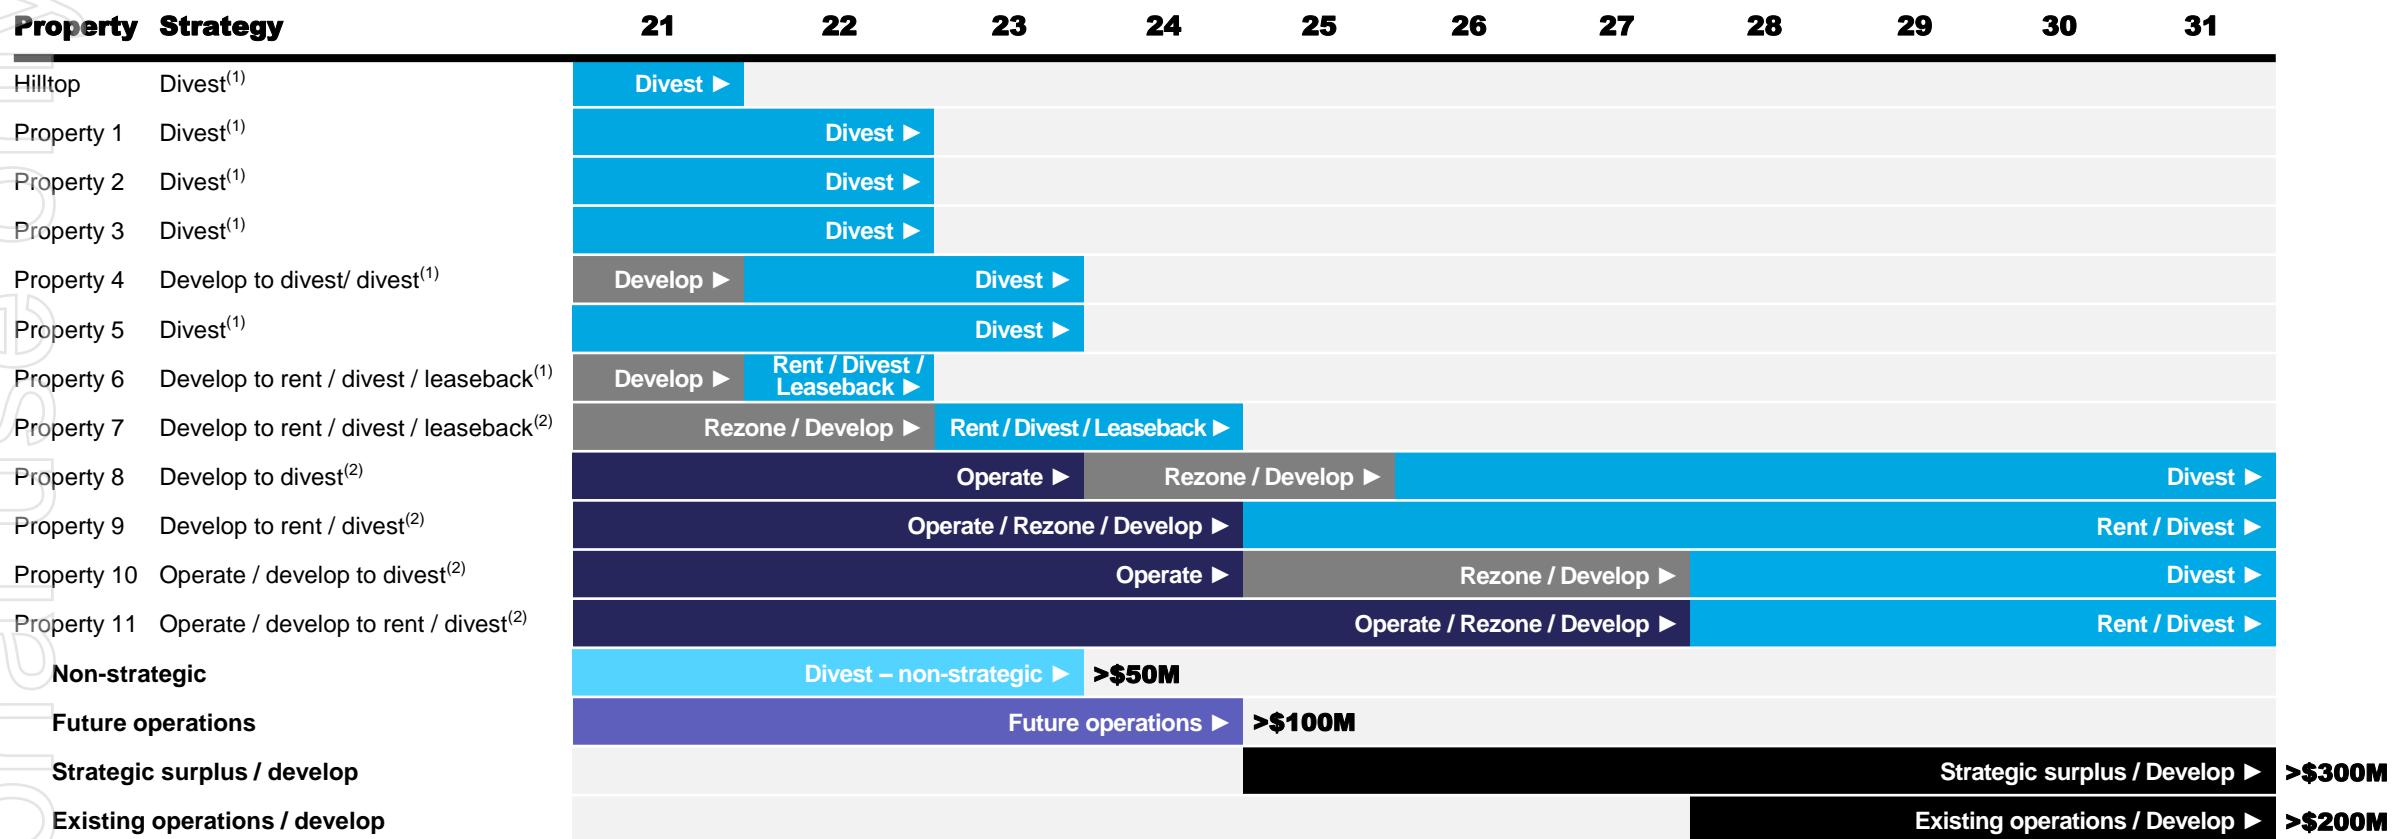 Property Strategy 21 22 23 24 25 26 27 28 29 30 31
Hilltop Divest(1) Divest ►
Property 1 Divest(1) Divest ►
Property 2 Divest(1) Divest ►
Property 3 Divest(1) Divest ►
Property 4 Develop to divest/ divest(1) Develop ► Divest ►
Property 5 Divest(1) Divest ►
Property 6 Develop to rent / divest / leaseback(1) Develop ► Rent / Divest /
Leaseback ►
Property 7 Develop to rent / divest / leaseback(2) Rezone / Develop ► Rent / Divest / Leaseback ►
Property 8 Develop to divest(2) Operate ► Rezone / Develop ► Divest ►
Property 9 Develop to rent / divest(2) Operate / Rezone / Develop ► Rent / Divest ►
Property 10 Operate / develop to divest(2) Operate ► Rezone / Develop ► Divest ►
Property 11 Operate / develop to rent / divest(2) Operate / Rezone / Develop ► Rent / Divest ►
Non-strategic Divest – non-strategic ► >$50M
Future operations Future operations ► >$100M
Strategic surplus / develop Strategic surplus / Develop ► >$300M
Existing operations / develop Existing operations / Develop ► >$200M
onal use only